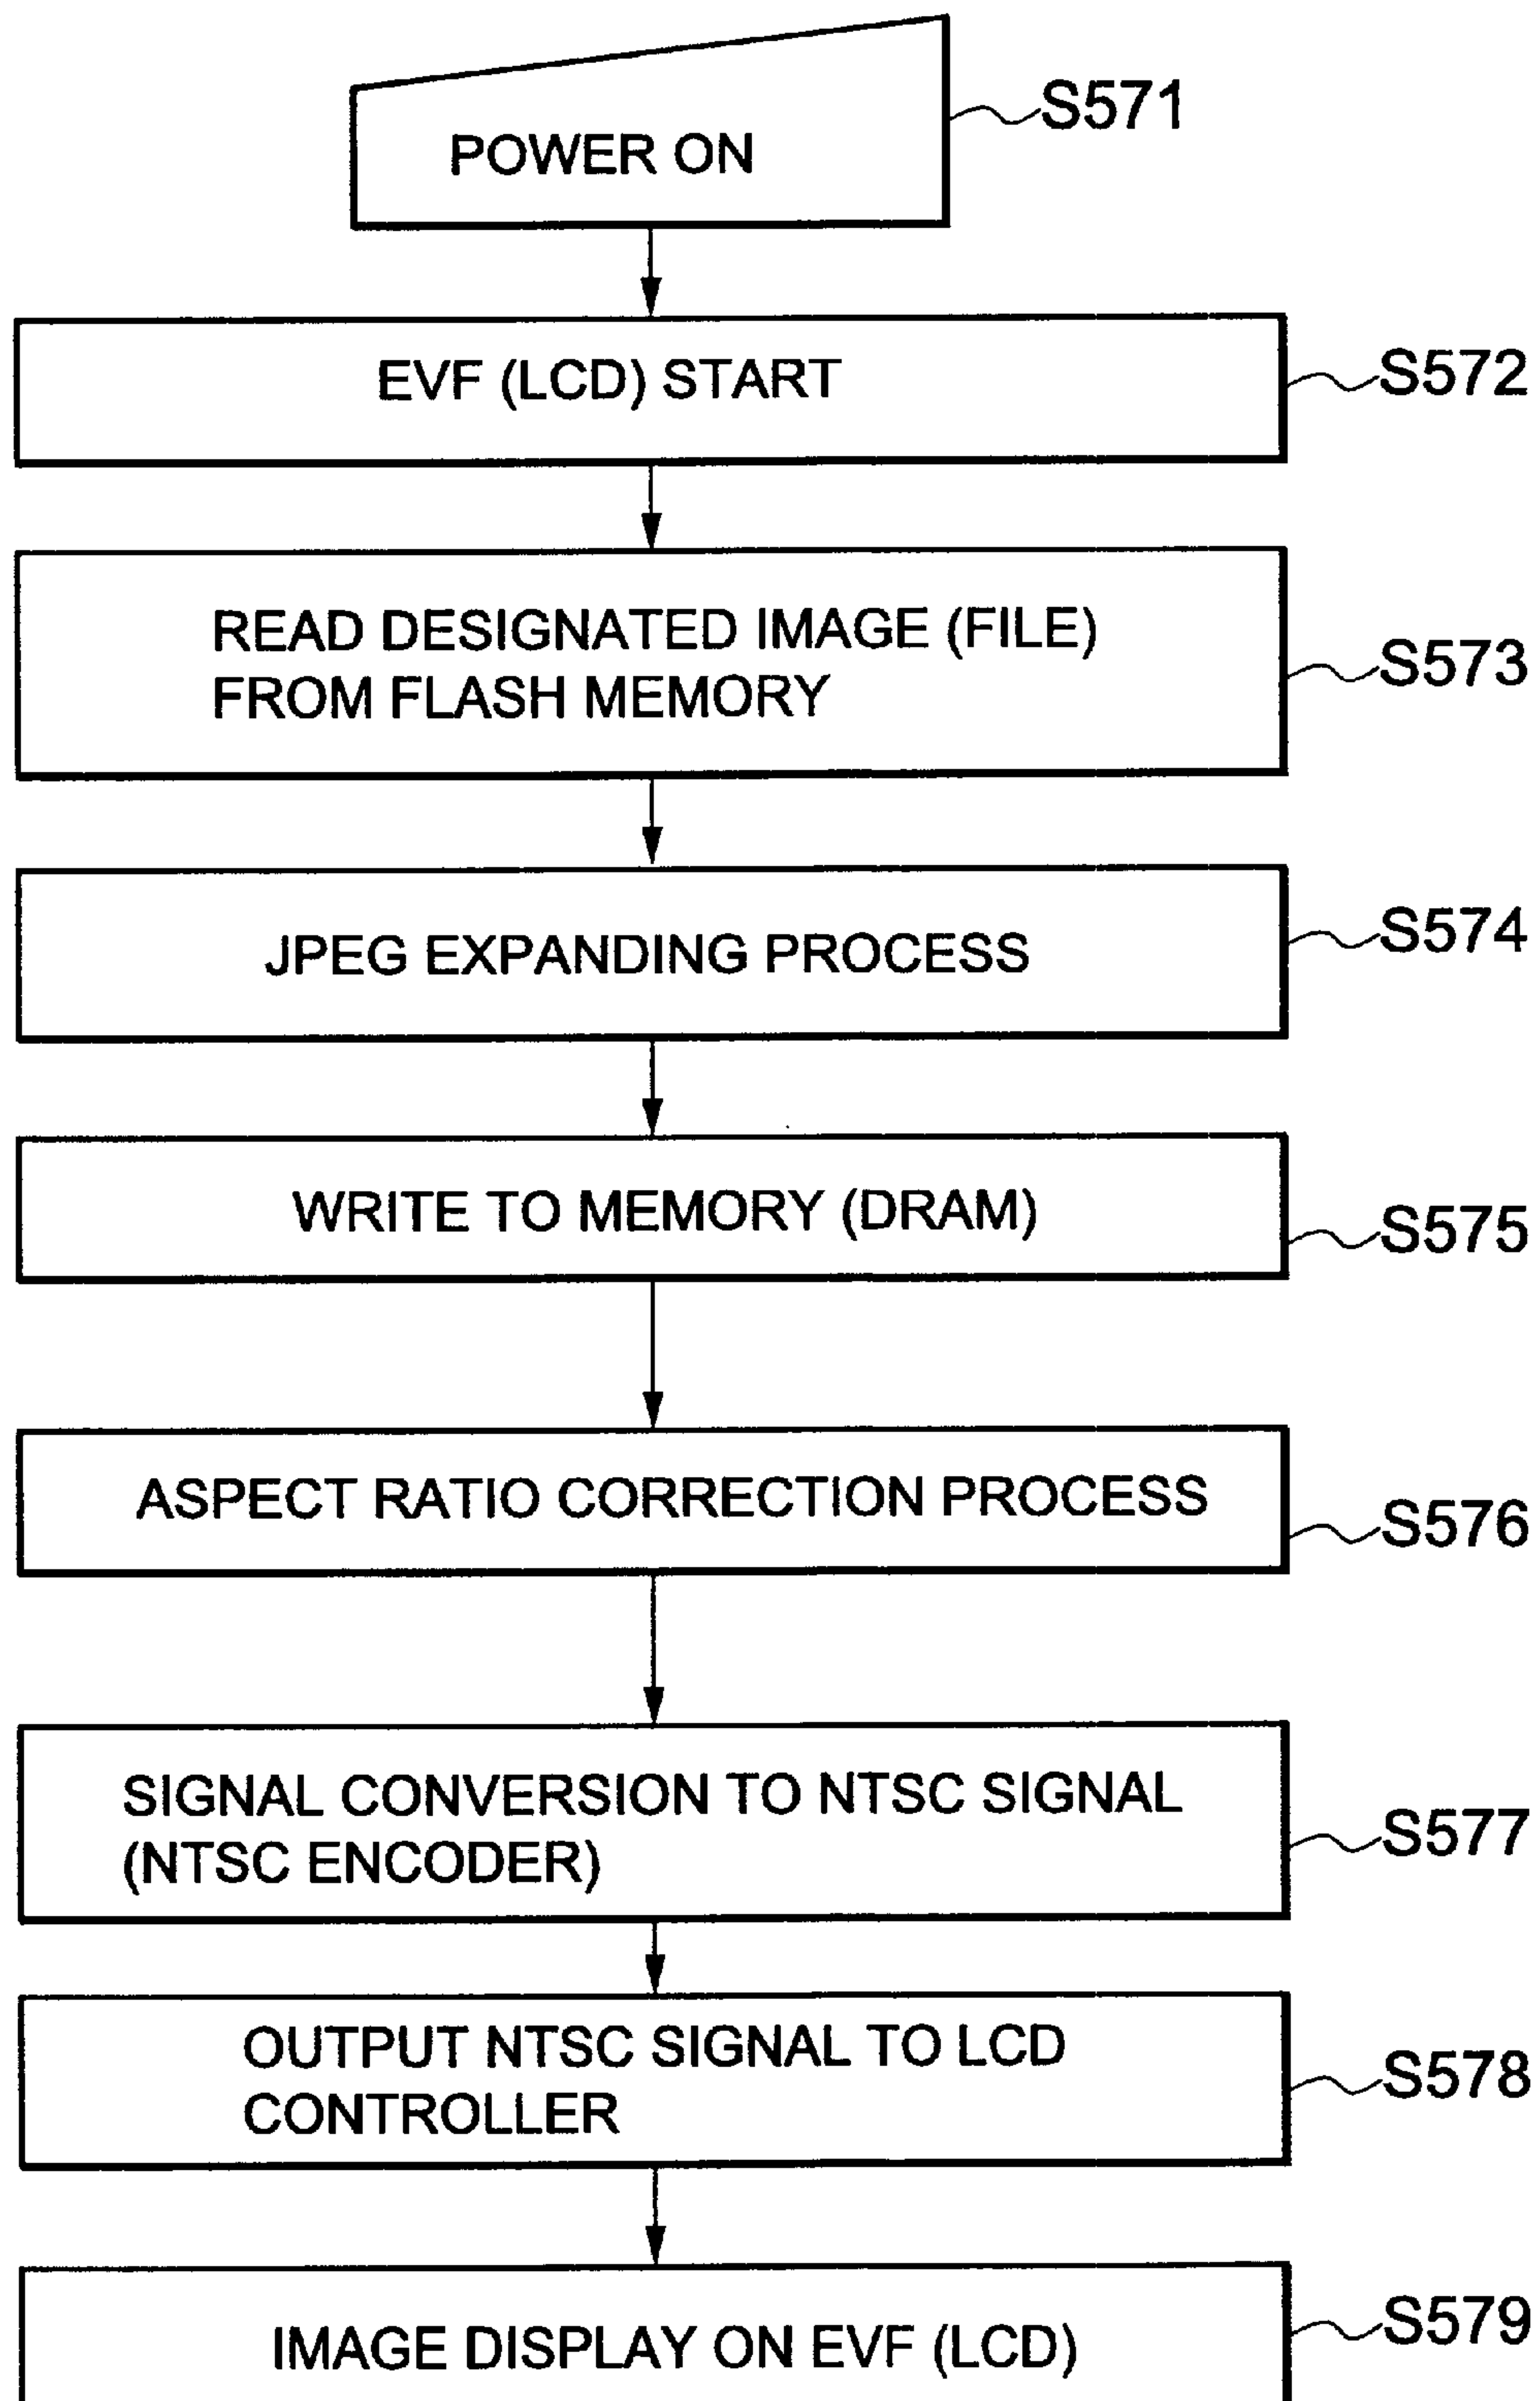 POWER ON
S571
EVF (LCD) START
S572
READ DESIGNATED IMAGE (FILE)
FROM FLASH MEMORY
S573
JPEG EXPANDING PROCESS
S574
WRITE TO MEMORY (DRAM)
S575
ASPECT RATIO CORRECTION PROCESS
S576
SIGNAL CONVERSION TO NTSC SIGNAL
(NTSC ENCODER)
S577
OUTPUT NTSC SIGNAL TO LCD
CONTROLLER
S578
IMAGE DISPLAY ON EVF (LCD)
S579